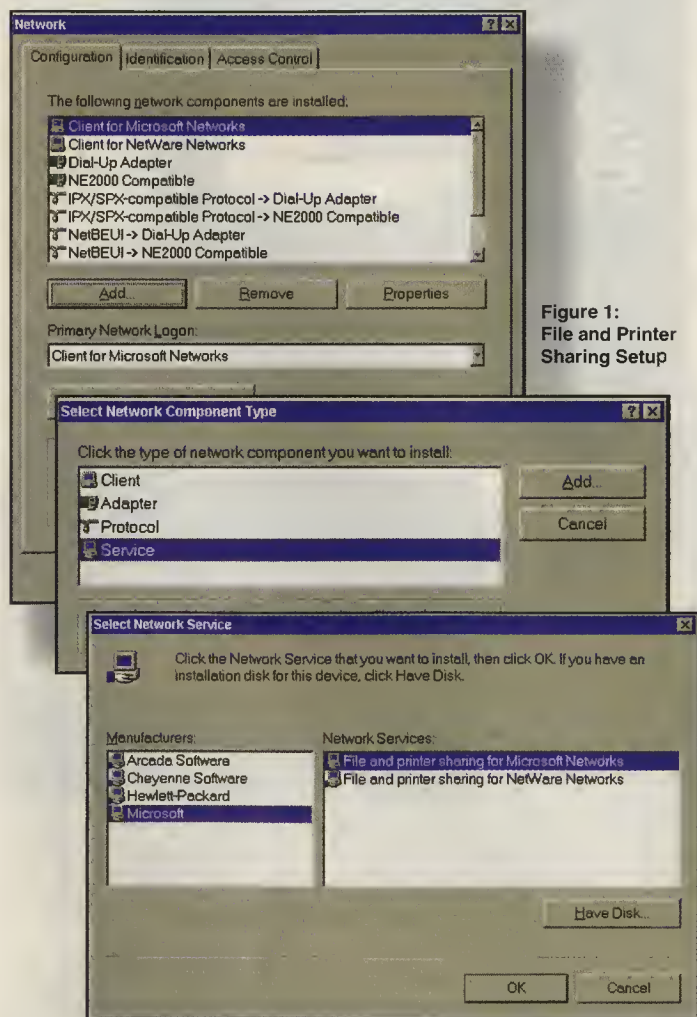 Network
Configuration Identification Access Control
The following network components are installed:
Client for Microsoft Networks
Client for NetWare Networks
Dial-Up Adapter
NE2000 Compatible
IPX/SPX-compatible Protocol -> Dial-Up Adapter
IPX/SPX-compatible Protocol -> NE2000 Compatible
NetBEUI -> Dial-Up Adapter
NetBEUI -> NE2000 Compatible
Add... Remove Properties
Primary Network Logon:
Client for Microsoft Networks
Figure 1:
File and Printer
Sharing Setup
Select Network Component Type
Click the type of network component you want to install:
Client
Adapter
Protocol
Service
Add...
Cancel
Select Network Service
Click the Network Service that you want to install, then click OK. If you have an
installation disk for this device, click Have Disk.
Manufacturers:
Arcada Software
Cheyenne Software
Hewlett-Packard
Microsoft
Network Services:
File and printer sharing for Microsoft Networks
File and printer sharing for NetWare Networks
Have Disk...
OK Cancel